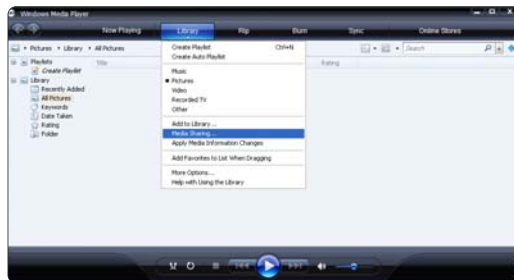 Windows Media Player
Now Playing Library Rip Burn Sync Online Stores
Pictures Library All Pictures Search
Playlists
Create Playlist
Library
Recently Added
All Pictures
Keywords
Date Taken
Rating
Folder
Title
Rating
Create Playlist Ctrl+N
Create Auto Playlist
Music
Pictures
Video
Recorded TV
Other
Add to Library...
Media Sharing...
Apply Media Information Changes
Add Favorites to List When Dragging
More Options...
Help with Using the Library